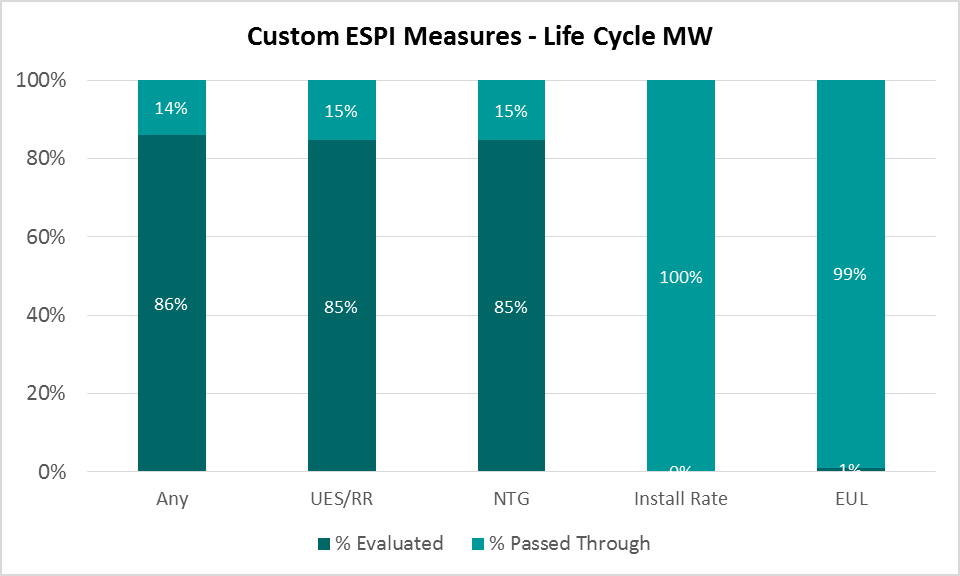 Custom ESPI Measures - Life Cycle MW
100%
80%
60%
40%
20%
0%
14%
15%
15%
100%
99%
86%
85%
85%
0%
1%
Any
UES/RR
NTG
Install Rate
EUL
% Evaluated
% Passed Through